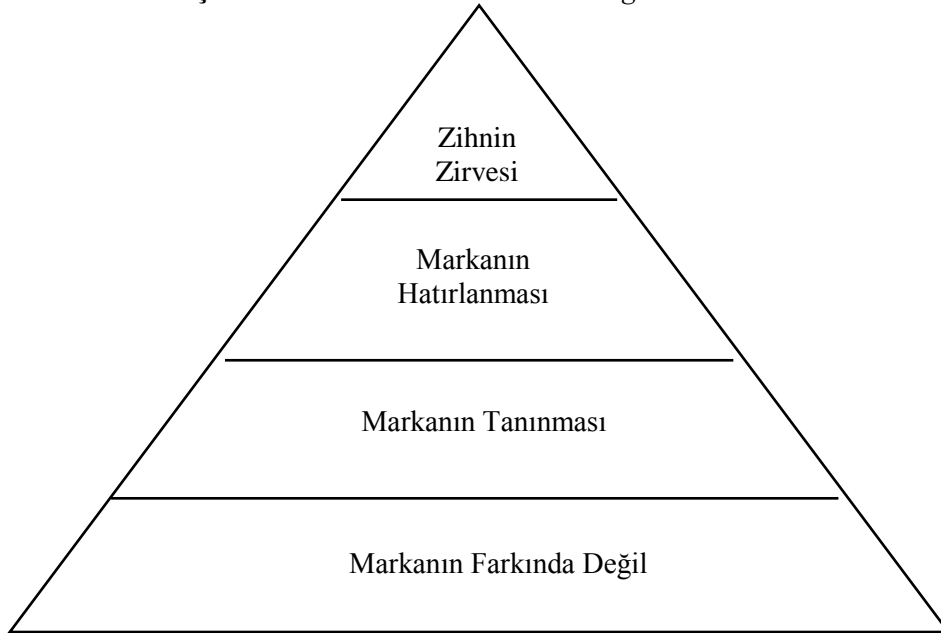 Zihnin
Zirvesi
Markanın
Hatırlanması
Markanın Tanınması
Markanın Farkında Değil